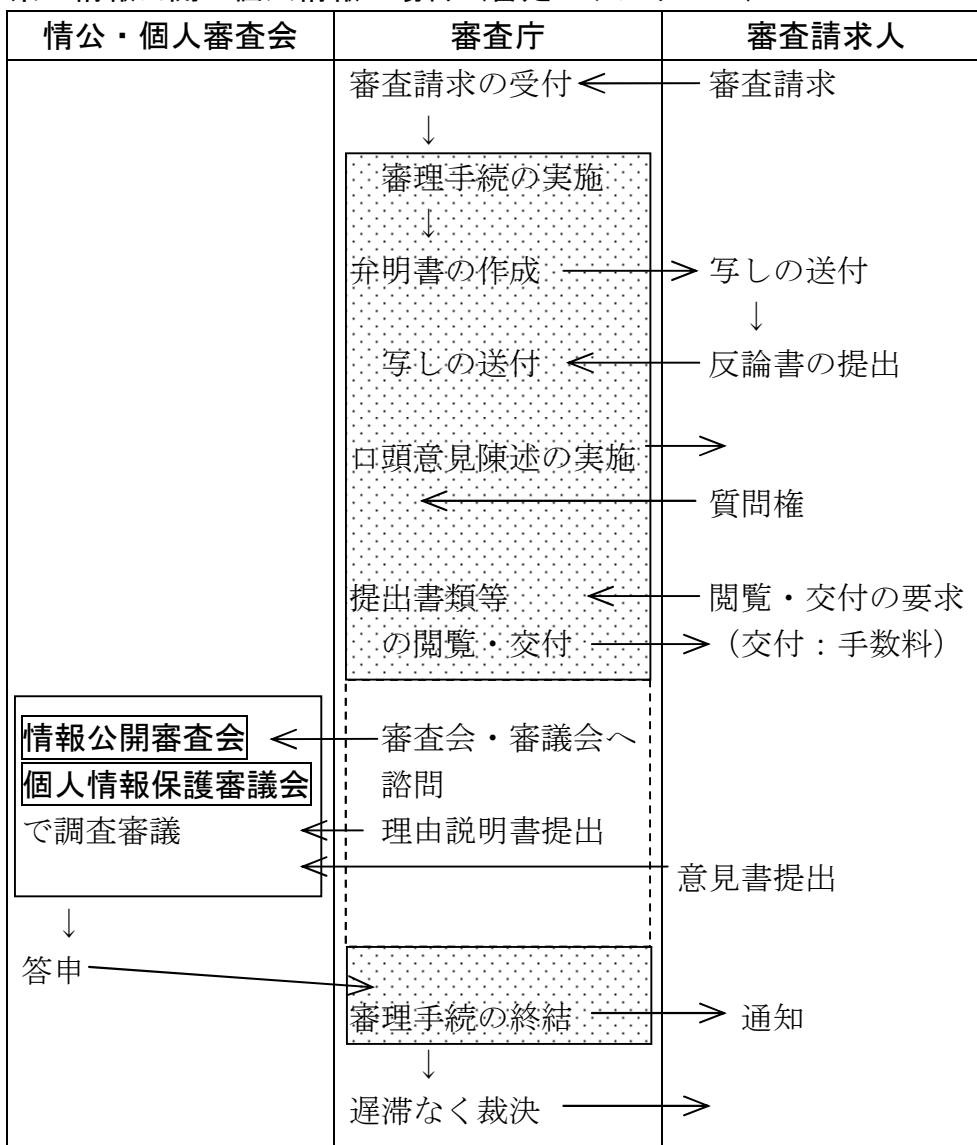 情公・個人審査会 審査庁 審査請求人
審査請求の受付 ← 審査請求
↓
審理手続の実施
↓
弁明書の作成 → 写しの送付
↓
写しの送付 ← 反論書の提出
口頭意見陳述の実施 →
← 質問権
提出書類等 ← 閲覧・交付の要求
の閲覧・交付 → （交付：手数料）
情報公開審査会 ← 審査会・審議会へ
個人情報保護審議会 諮問
で調査審議 ← 理由説明書提出
← 意見書提出
↓
答申
審理手続の終結 → 通知
↓
遅滞なく裁決 →